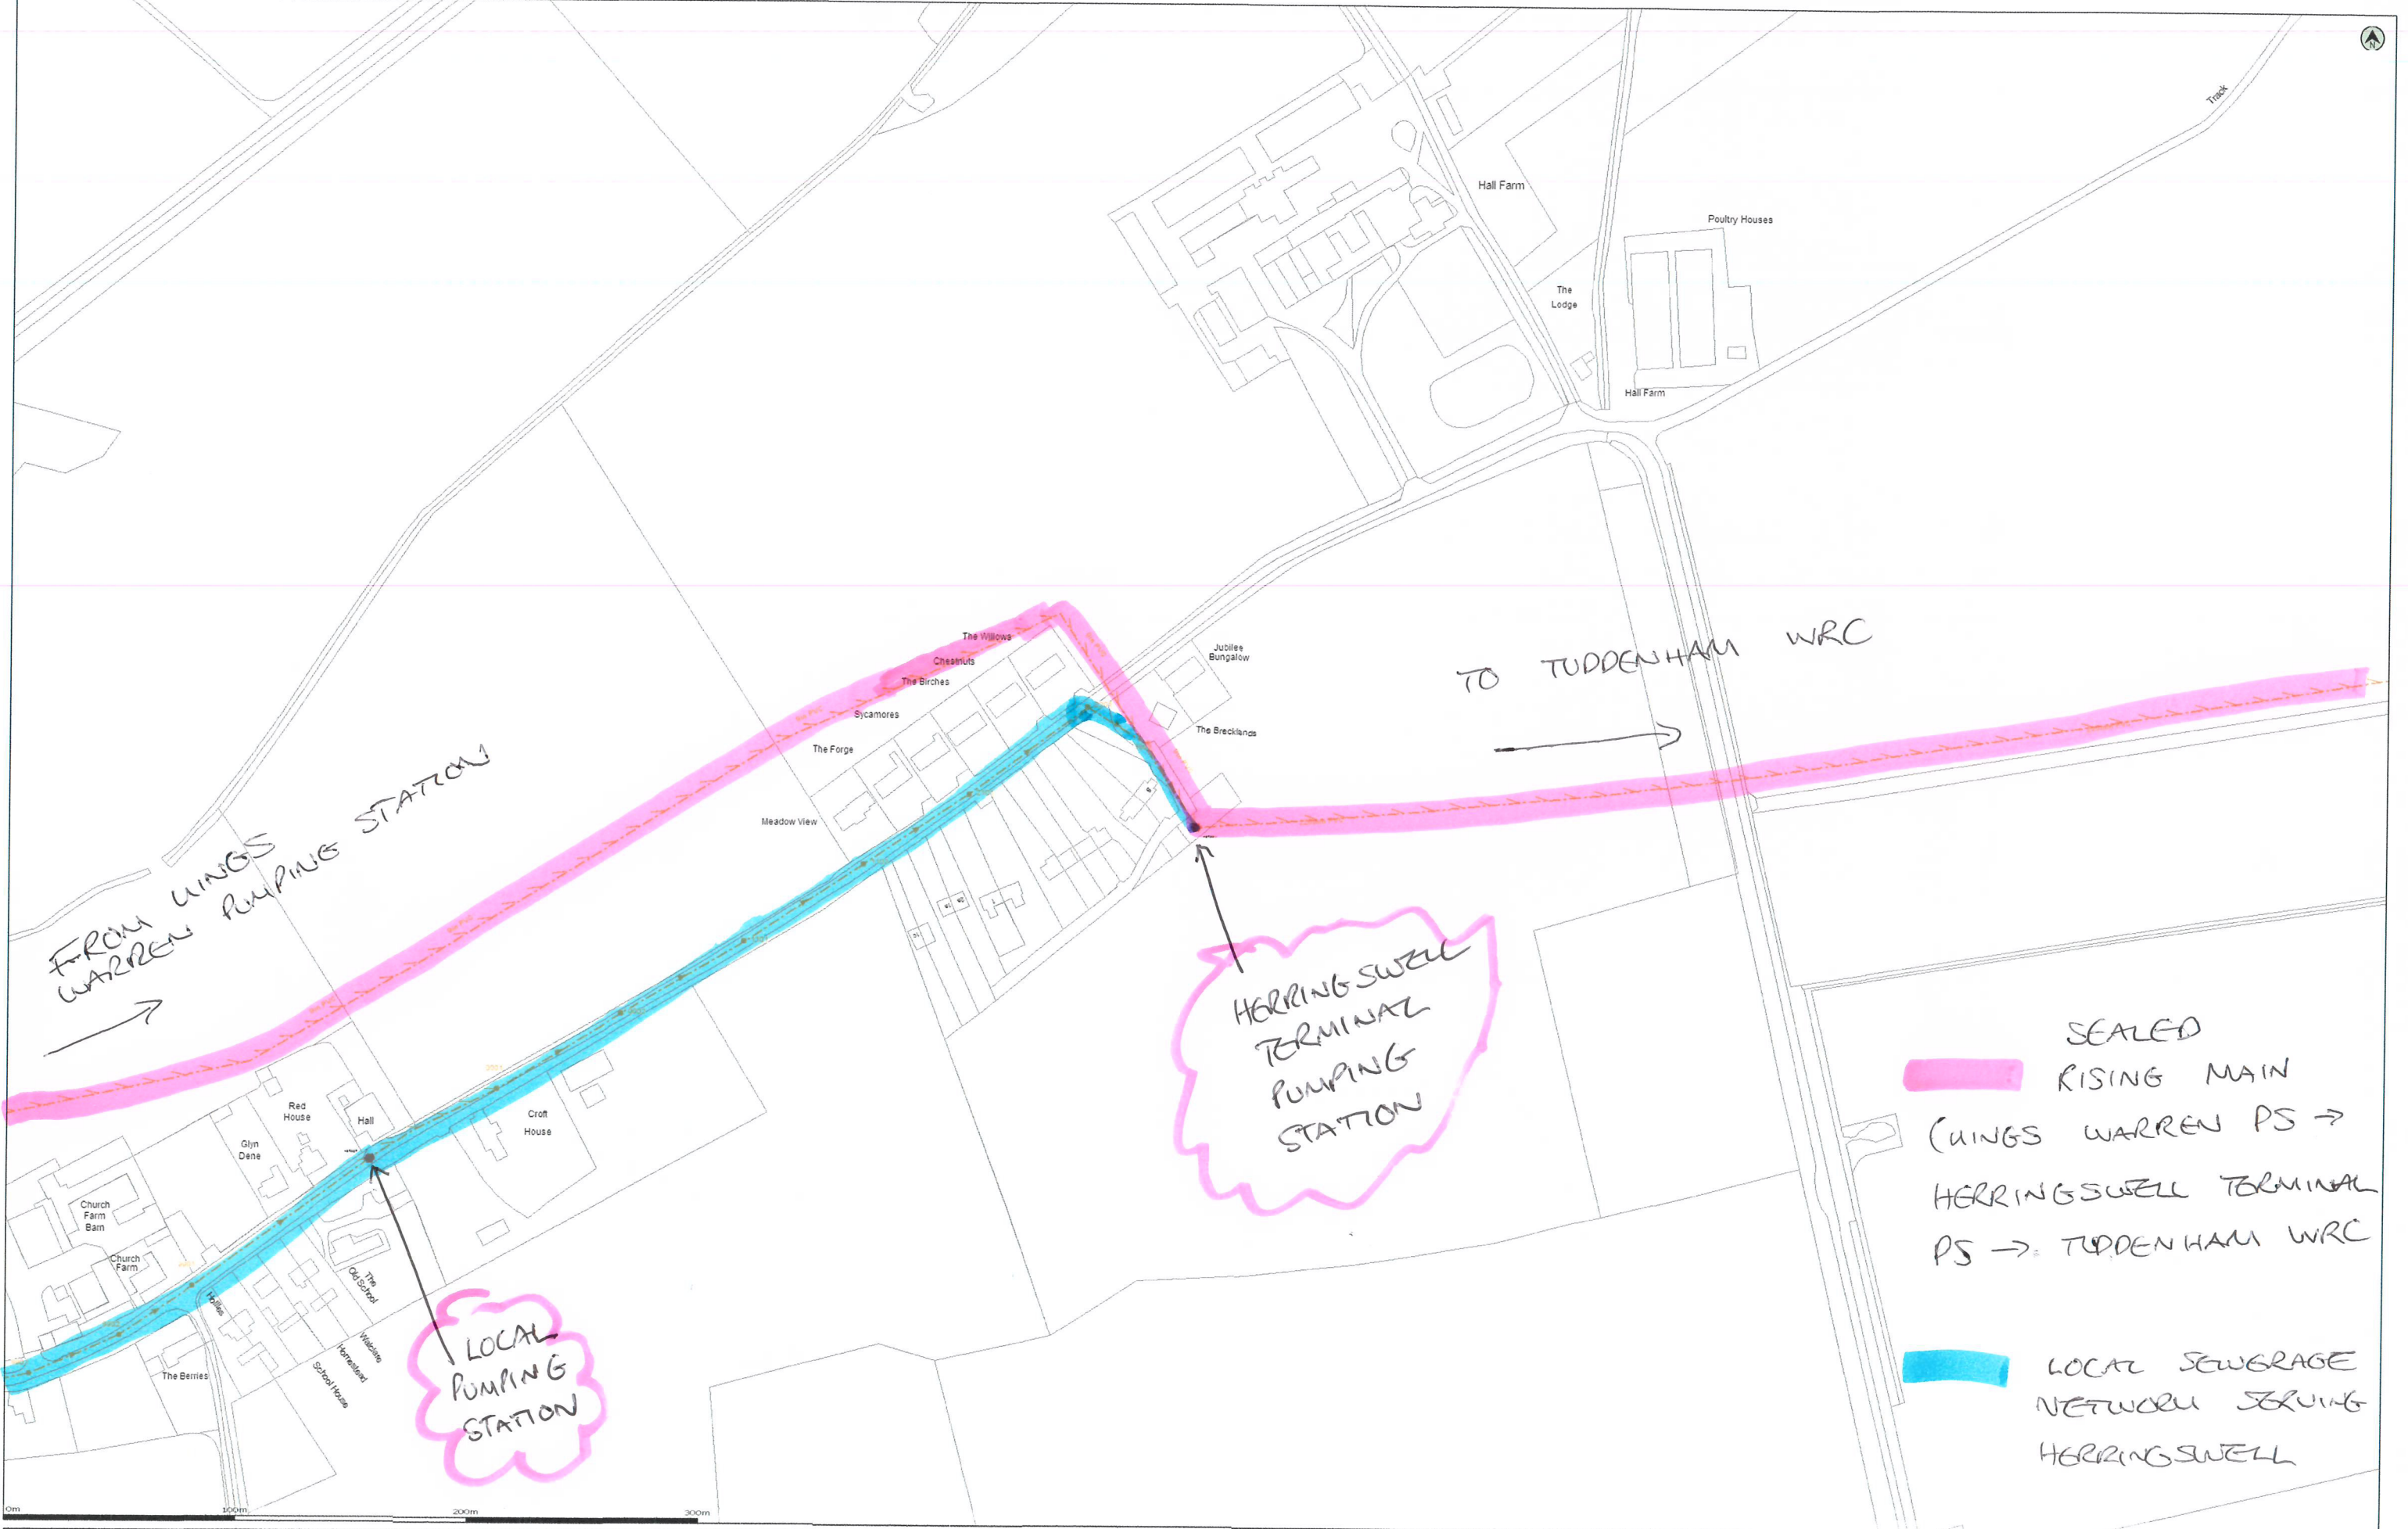 N
Track
Hall Farm
Poultry Houses
The
Lodge
Hall Farm
The Willows
Chestnuts
The Birches
Sycamores
The Forge
Meadow View
Jubilee
Bungalow
The Brecklands
TO TUDDENHAM WRC
FROM KINGS
WARREN PUMPING STATION
HERRINGSWELL
TERMINAL
PUMPING
STATION
Red
House
Hall
Glyn
Dene
Croft
House
Church
Farm
Barn
Church
Farm
Hollies
The
Old School
Homestead
School House
The Berries
LOCAL
PUMPING
STATION
SEALED
RISING MAIN
(KINGS WARREN PS →
HERRINGSWELL TERMINAL
PS → TUDDENHAM WRC
LOCAL SEWERAGE
NETWORK SERVING
HERRINGSWELL
0m
100m
200m
300m